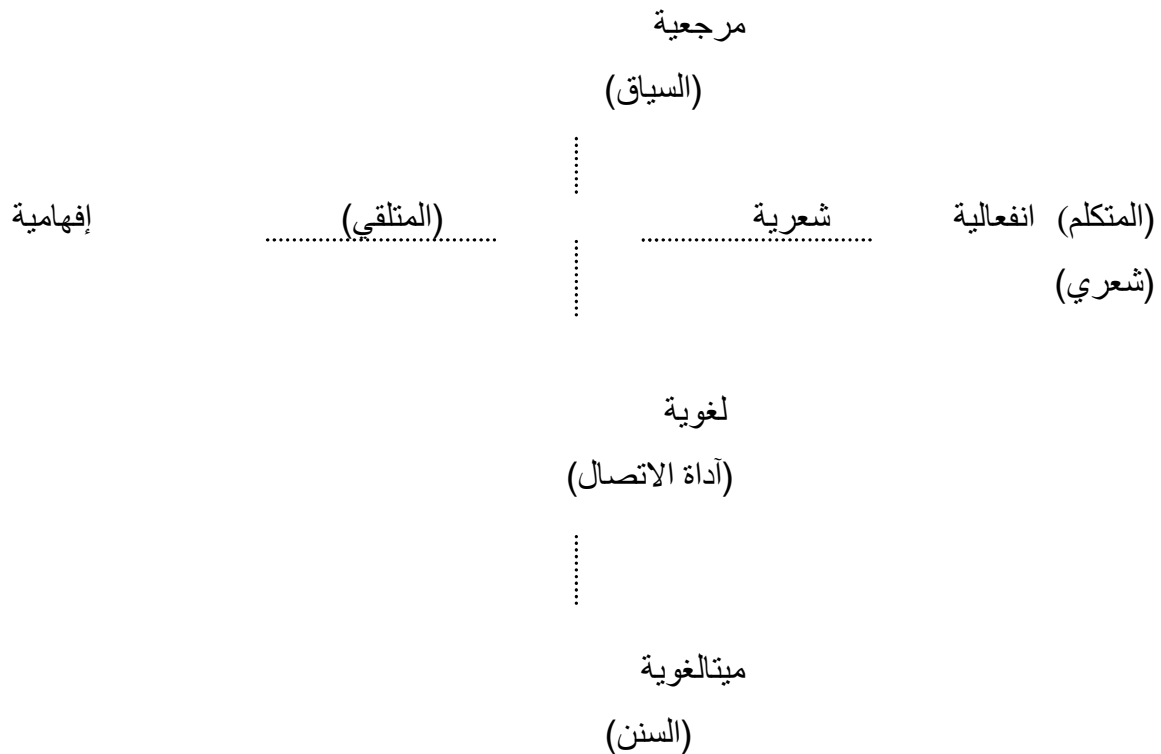 مرجعية
(السياق)
(المتكلم) انفعالية شعرية (المتلقي) إفهامية
(شعري)
لغوية
(آداة الاتصال)
ميتالغوية
(السنن)